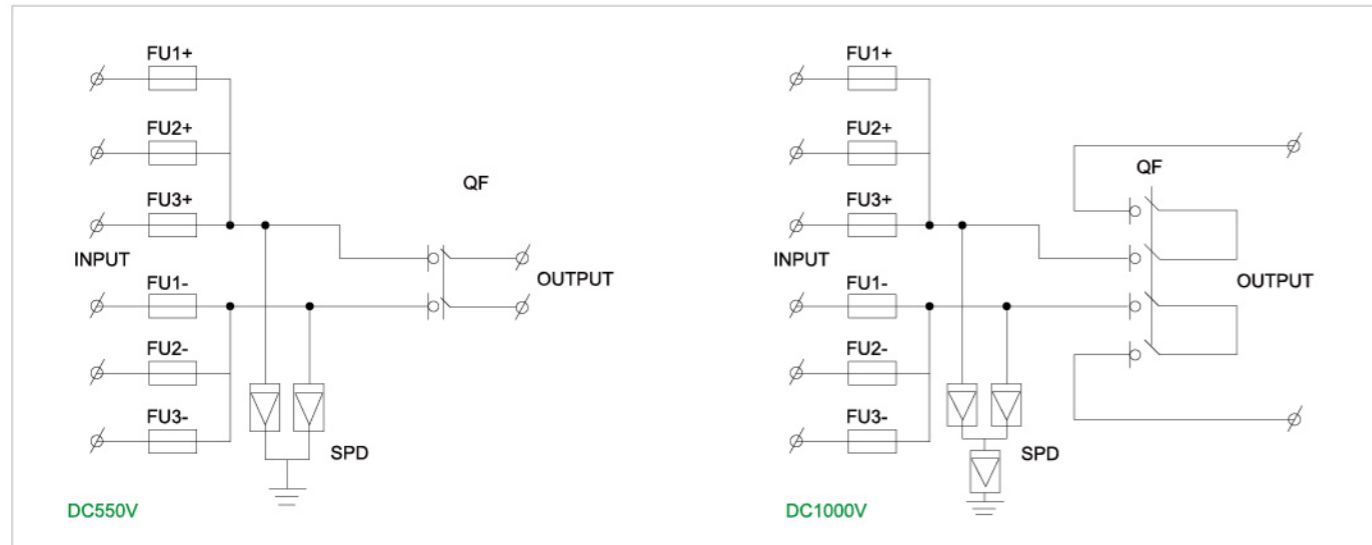 FU1+
FU2+
FU3+
QF
INPUT
OUTPUT
FU1-
FU2-
FU3-
SPD
DC550V
FU1+
FU2+
FU3+
QF
INPUT
OUTPUT
FU1-
FU2-
FU3-
SPD
DC1000V